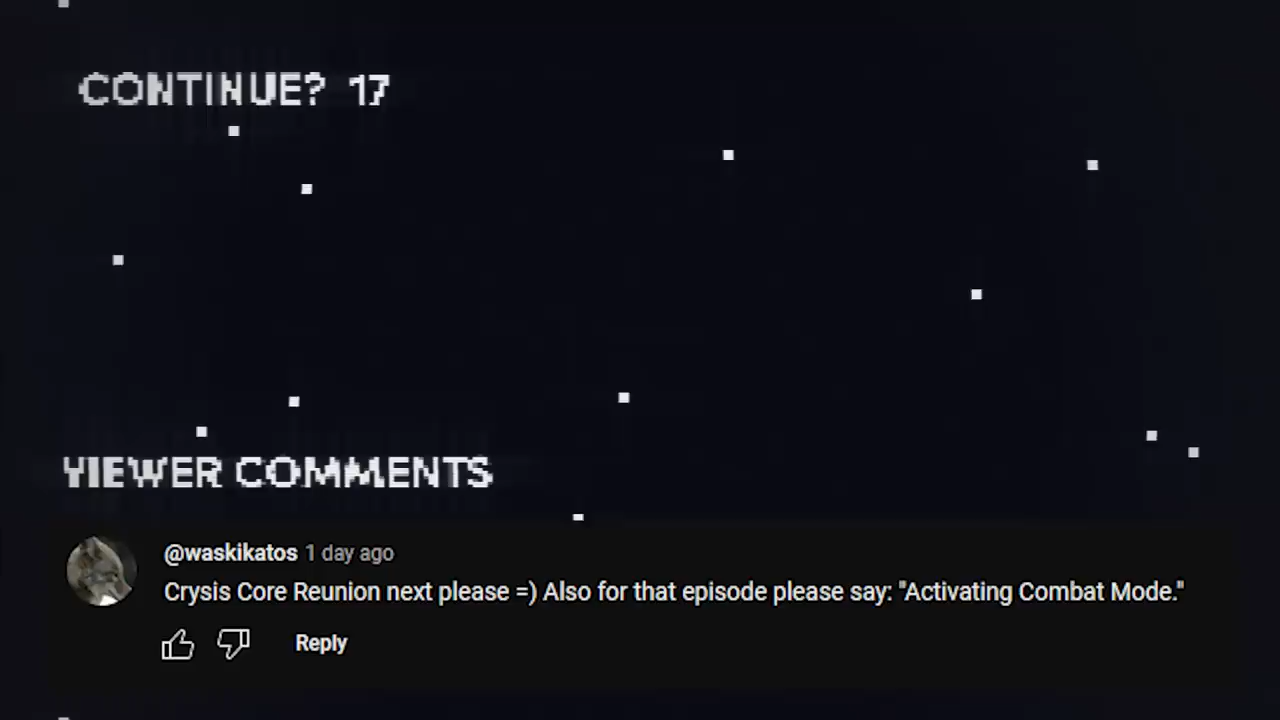 CONTINUE? 17
VIEWER COMMENTS
@waskikatos 1 day ago
Crysis Core Reunion next please =) Also for that episode please say: "Activating Combat Mode."
Reply